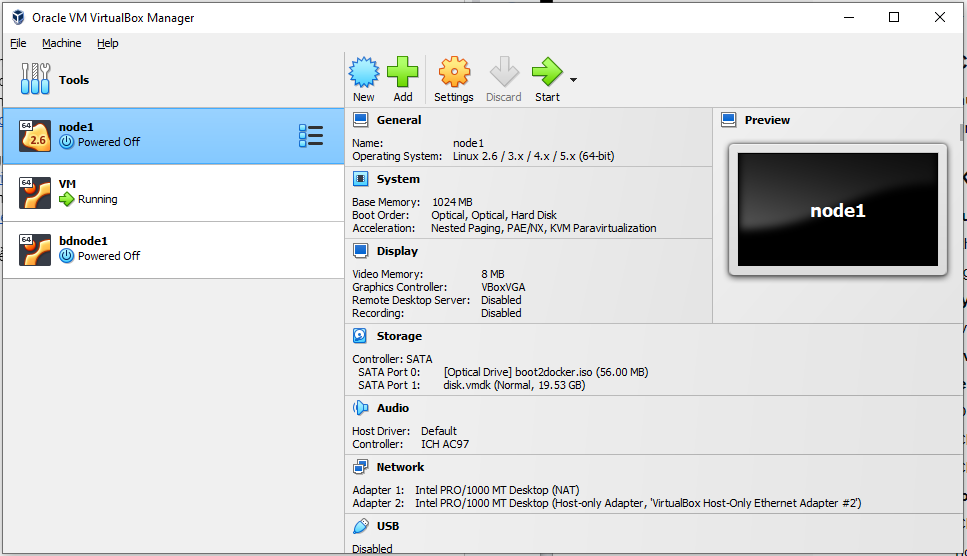 Oracle VM VirtualBox Manager
File Machine Help
Tools
New Add Settings Discard Start
64
2.6
node1
Powered Off
64
VM
Running
64
bdnode1
Powered Off
General
Name: node1
Operating System: Linux 2.6 / 3.x / 4.x / 5.x (64-bit)
System
Base Memory: 1024 MB
Boot Order: Optical, Optical, Hard Disk
Acceleration: Nested Paging, PAE/NX, KVM Paravirtualization
Display
Video Memory: 8 MB
Graphics Controller: VBoxVGA
Remote Desktop Server: Disabled
Recording: Disabled
Storage
Controller: SATA
SATA Port 0: [Optical Drive] boot2docker.iso (56.00 MB)
SATA Port 1: disk.vmdk (Normal, 19.53 GB)
Audio
Host Driver: Default
Controller: ICH AC97
Network
Adapter 1: Intel PRO/1000 MT Desktop (NAT)
Adapter 2: Intel PRO/1000 MT Desktop (Host-only Adapter, 'VirtualBox Host-Only Ethernet Adapter #2')
USB
Disabled
Preview
node1